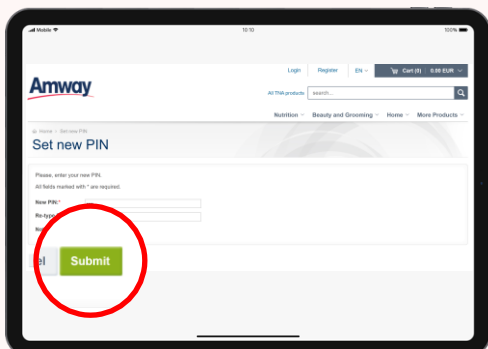 Mobile 10:10 100%
Login Register EN Cart (0) 0.00 EUR
Amway
All TNA products search...
Nutrition Beauty and Grooming Home More Products
Home > Set new PIN
Set new PIN
Please, enter your new PIN.
All fields marked with * are required.
New PIN:*
Re-type
el Submit